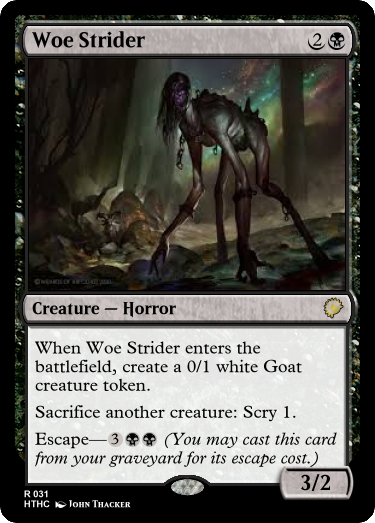 Woe Strider 2
Creature — Horror
When Woe Strider enters the
battlefield, create a 0/1 white Goat
creature token.
Sacrifice another creature: Scry 1.
Escape—3 (You may cast this card
from your graveyard for its escape cost.)
3/2
R 031
HTHC John Thacker